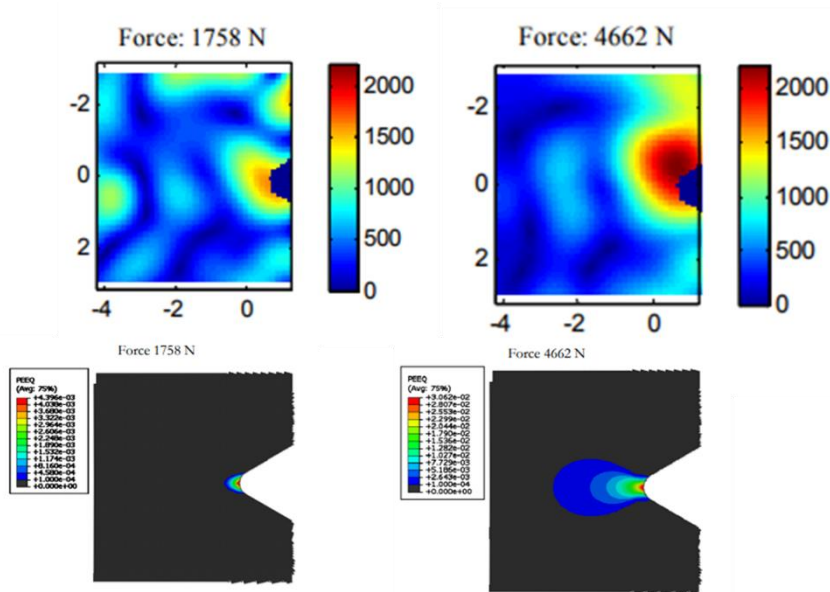 Force: 1758 N
-2
0
2
-4
-2
0
2000
1500
1000
500
0
Force: 4662 N
-2
0
2
-4
-2
0
2000
1500
1000
500
0
Force 1758 N
PEEQ
(Avg: 75%)
+4.396e-03
+4.038e-03
+3.680e-03
+3.322e-03
+2.964e-03
+2.606e-03
+2.248e-03
+1.890e-03
+1.532e-03
+1.174e-03
+8.160e-04
+4.580e-04
+1.000e-04
+0.000e+00
Force 4662 N
PEEQ
(Avg: 75%)
+3.062e-02
+2.807e-02
+2.553e-02
+2.299e-02
+2.044e-02
+1.790e-02
+1.536e-02
+1.282e-02
+1.027e-02
+7.729e-03
+5.186e-03
+2.643e-03
+1.000e-04
+0.000e+00